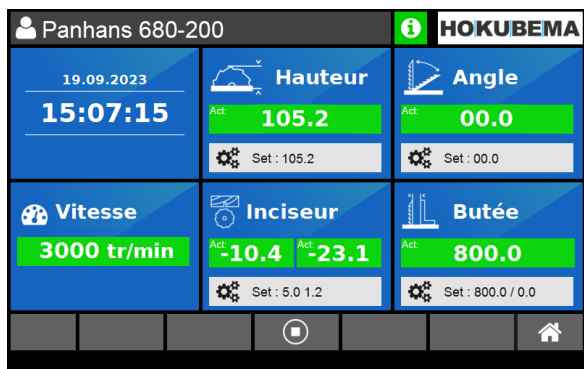 Panhans 680-200
i HOKUBEMA
19.09.2023
15:07:15
Hauteur
Act:
105.2
Set : 105.2
Angle
Act:
00.0
Set : 00.0
Vitesse
3000 tr/min
Inciseur
Act: -10.4 Act: -23.1
Set : 5.0 1.2
Butée
Act:
800.0
Set : 800.0 / 0.0